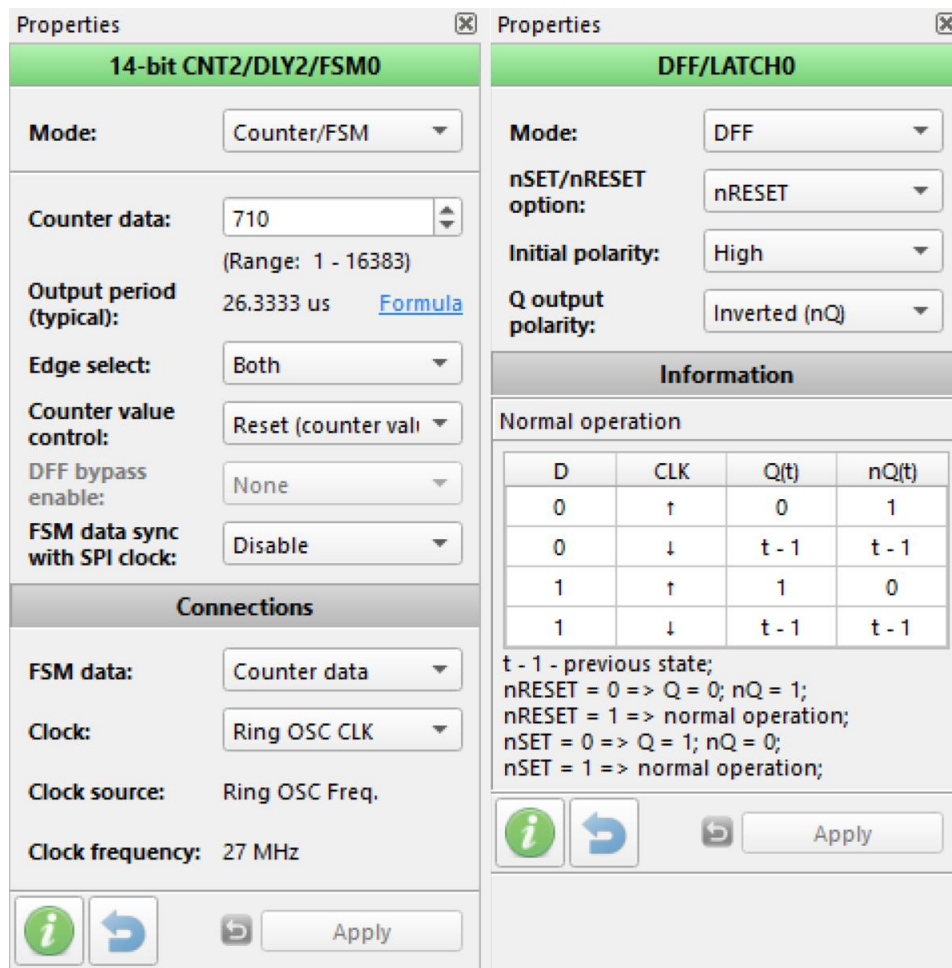 Properties
14-bit CNT2/DLY2/FSM0
Mode: Counter/FSM
Counter data: 710
(Range: 1 - 16383)
Output period (typical): 26.3333 us Formula
Edge select: Both
Counter value control: Reset (counter valu
DFF bypass enable: None
FSM data sync with SPI clock: Disable
Connections
FSM data: Counter data
Clock: Ring OSC CLK
Clock source: Ring OSC Freq.
Clock frequency: 27 MHz
Apply
Properties
DFF/LATCH0
Mode: DFF
nSET/nRESET option: nRESET
Initial polarity: High
Q output polarity: Inverted (nQ)
Information
Normal operation
D CLK Q(t) nQ(t)
0 ↑ 0 1
0 ↓ t - 1 t - 1
1 ↑ 1 0
1 ↓ t - 1 t - 1
t - 1 - previous state;
nRESET = 0 => Q = 0; nQ = 1;
nRESET = 1 => normal operation;
nSET = 0 => Q = 1; nQ = 0;
nSET = 1 => normal operation;
Apply